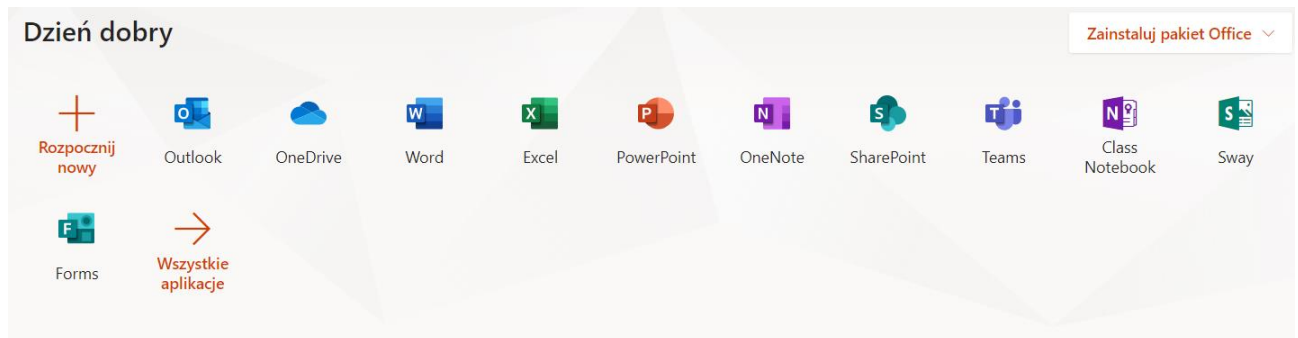 Dzień dobry
Zainstaluj pakiet Office
Rozpocznij
nowy
Outlook
OneDrive
Word
Excel
PowerPoint
OneNote
SharePoint
Teams
Class
Notebook
Sway
Forms
Wszystkie
aplikacje